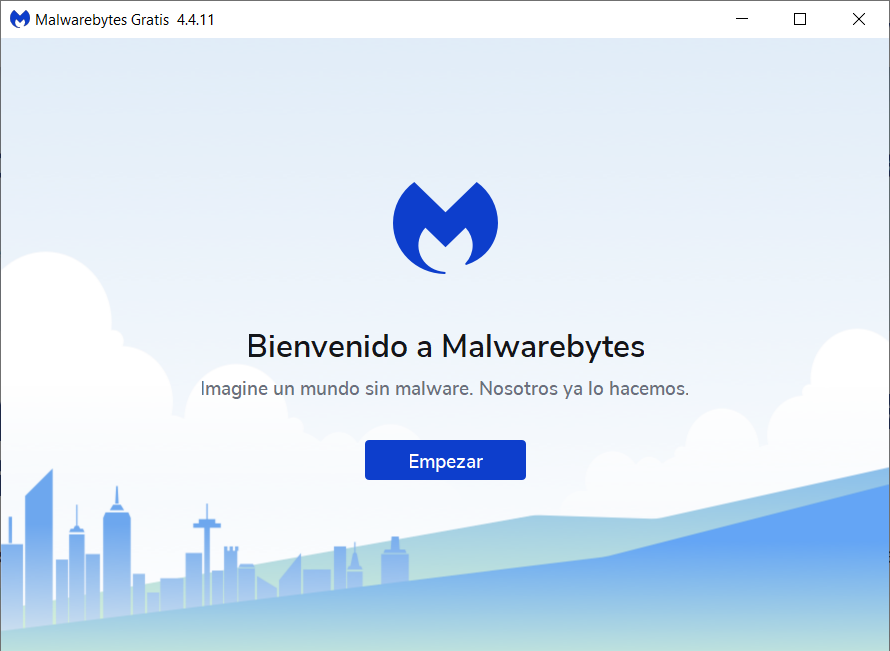 Malwarebytes Gratis 4.4.11
Bienvenido a Malwarebytes
Imagine un mundo sin malware. Nosotros ya lo hacemos.
Empezar